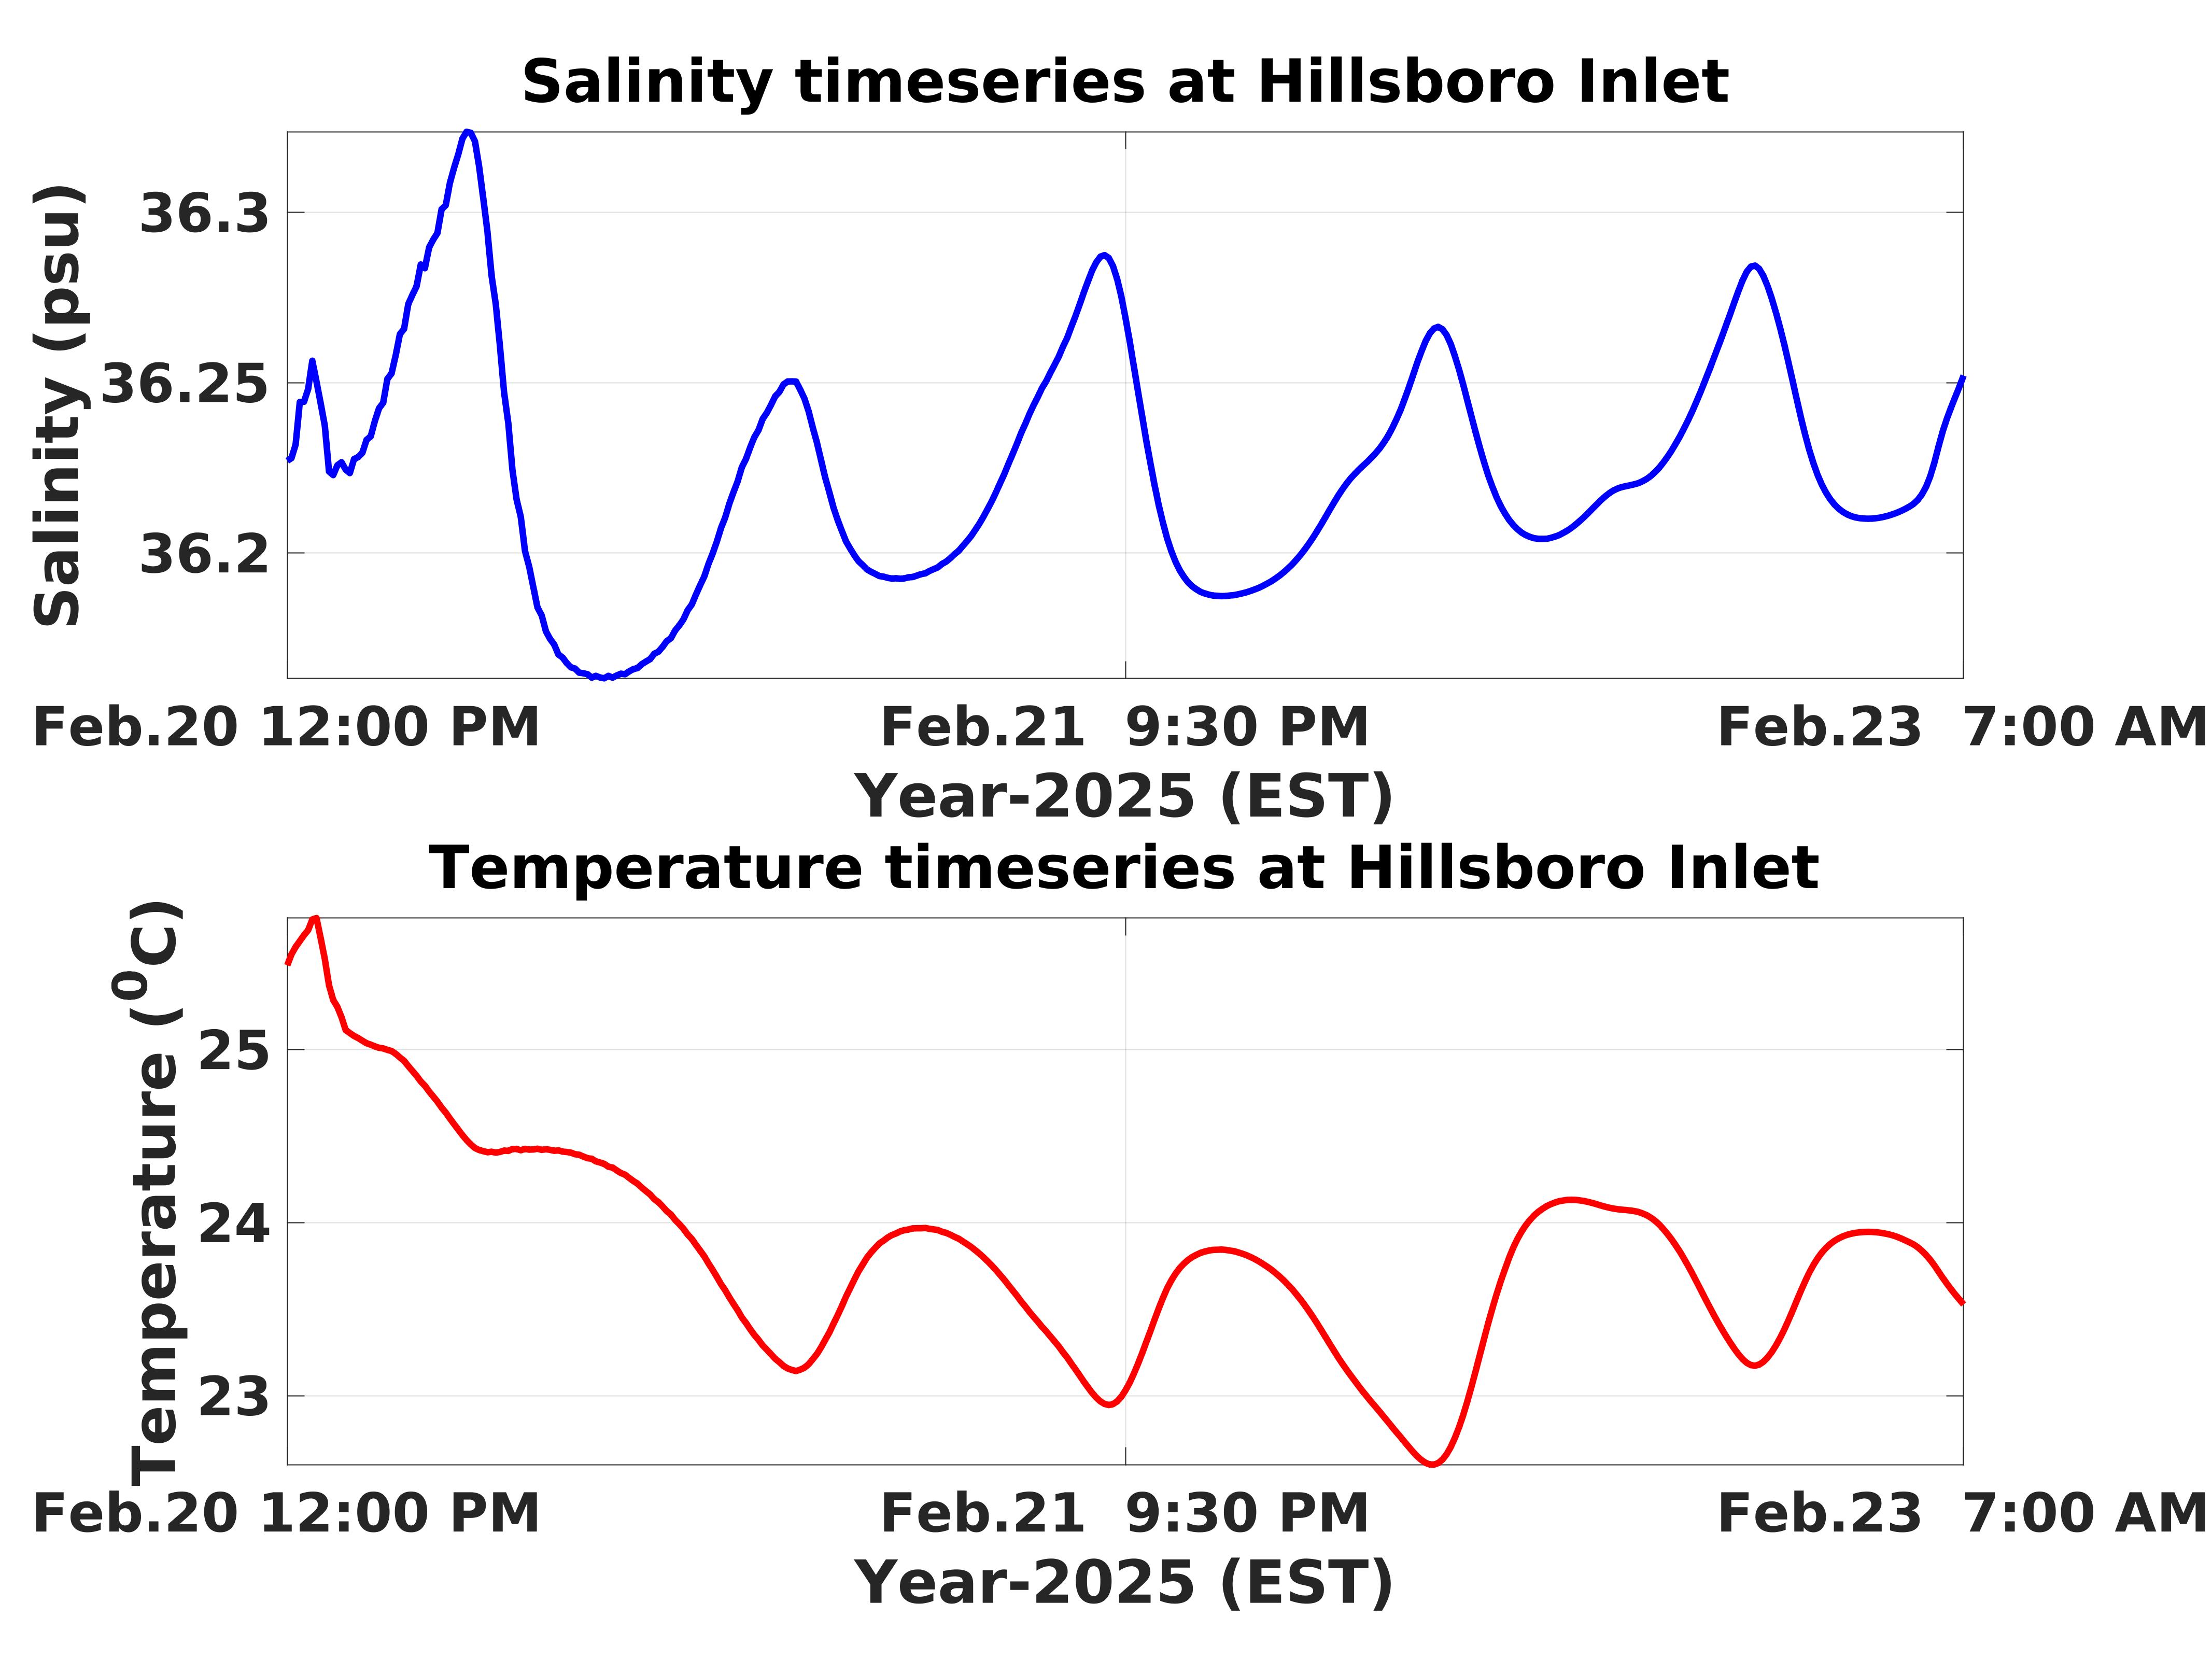 Salinity timeseries at Hillsboro Inlet
Salinity (psu)
36.3
36.25
36.2
Feb.20 12:00 PM Feb.21 9:30 PM Feb.23 7:00 AM
Year-2025 (EST)
Temperature timeseries at Hillsboro Inlet
Temperature (⁰C)
25
24
23
Feb.20 12:00 PM Feb.21 9:30 PM Feb.23 7:00 AM
Year-2025 (EST)